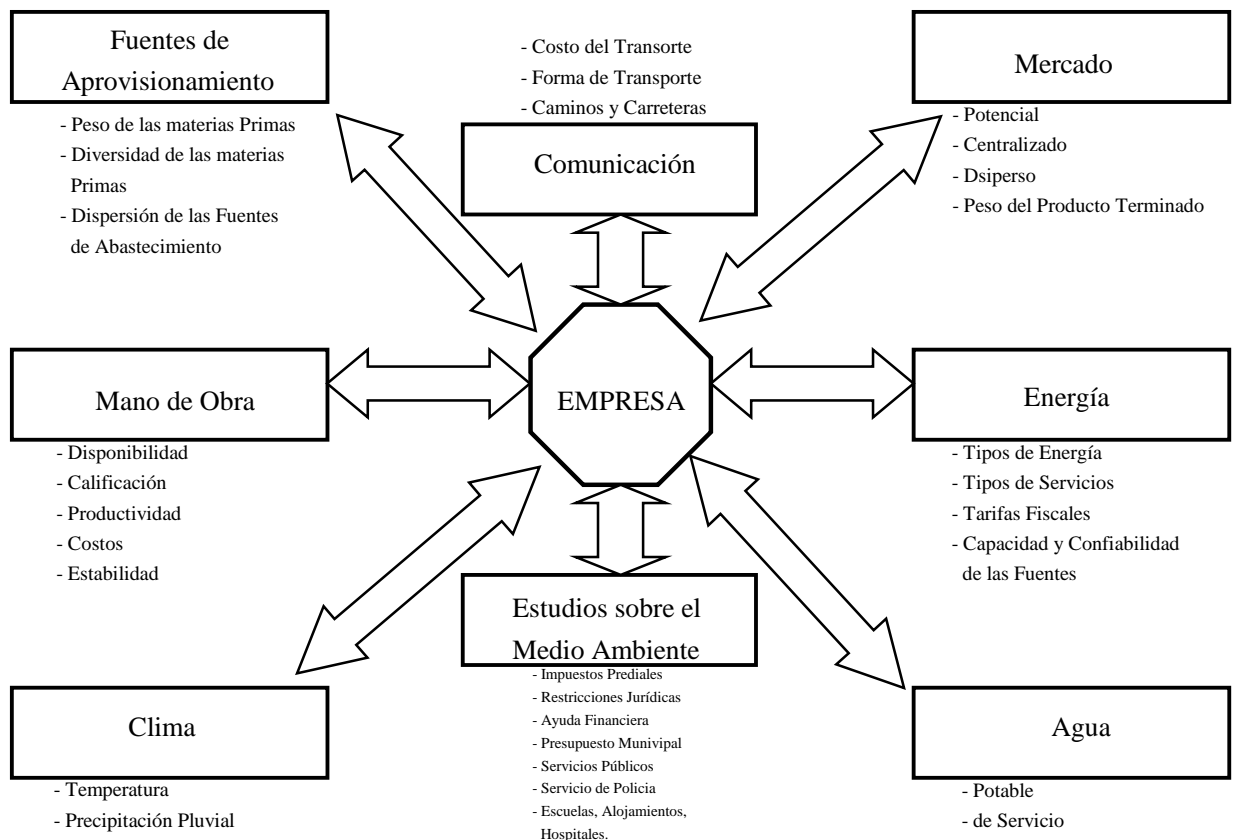 Fuentes de
Aprovisionamiento
- Peso de las materias Primas
- Diversidad de las materias
Primas
- Dispersión de las Fuentes
de Abastecimiento
- Costo del Transorte
- Forma de Transporte
- Caminos y Carreteras
Comunicación
Mercado
- Potencial
- Centralizado
- Dsiperso
- Peso del Producto Terminado
Mano de Obra
- Disponibilidad
- Calificación
- Productividad
- Costos
- Estabilidad
EMPRESA
Energía
- Tipos de Energía
- Tipos de Servicios
- Tarifas Fiscales
- Capacidad y Confiabilidad
de las Fuentes
Clima
- Temperatura
- Precipitación Pluvial
Estudios sobre el
Medio Ambiente
- Impuestos Prediales
- Restricciones Jurídicas
- Ayuda Financiera
- Presupuesto Munivipal
- Servicios Públicos
- Servicio de Policia
- Escuelas, Alojamientos,
Hospitales.
Agua
- Potable
- de Servicio